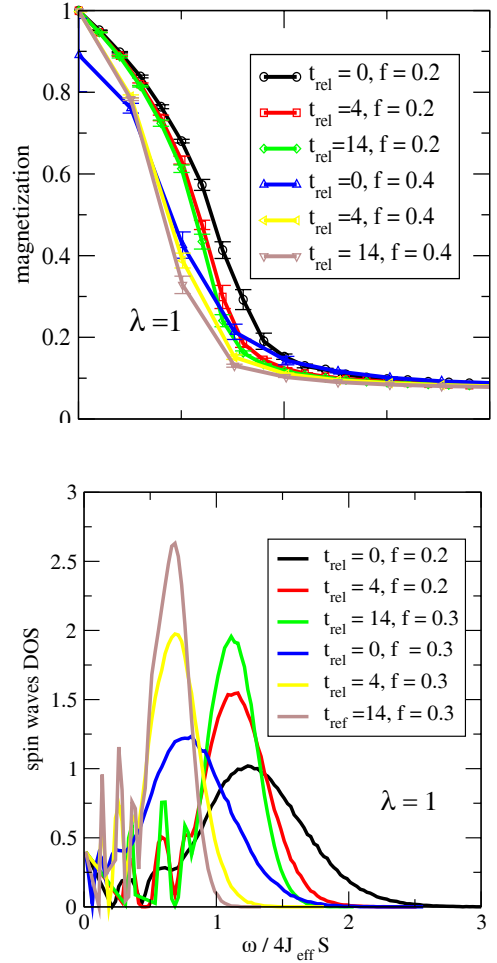 1
0.8
0.6
0.4
0.2
0
magnetization
t_rel = 0, f = 0.2
t_rel =4, f = 0.2
t_rel =14, f = 0.2
t_rel =0, f = 0.4
t_rel = 4, f = 0.4
t_rel = 14, f = 0.4
λ =1
3
2.5
2
1.5
1
0.5
0
spin waves DOS
t_rel = 0, f = 0.2
t_rel = 4, f = 0.2
t_rel = 14, f = 0.3
t_rel = 0, f = 0.3
t_rel = 4, f = 0.3
t_ref =14, f = 0.3
λ = 1
0 1 2 3
ω / 4J_eff S